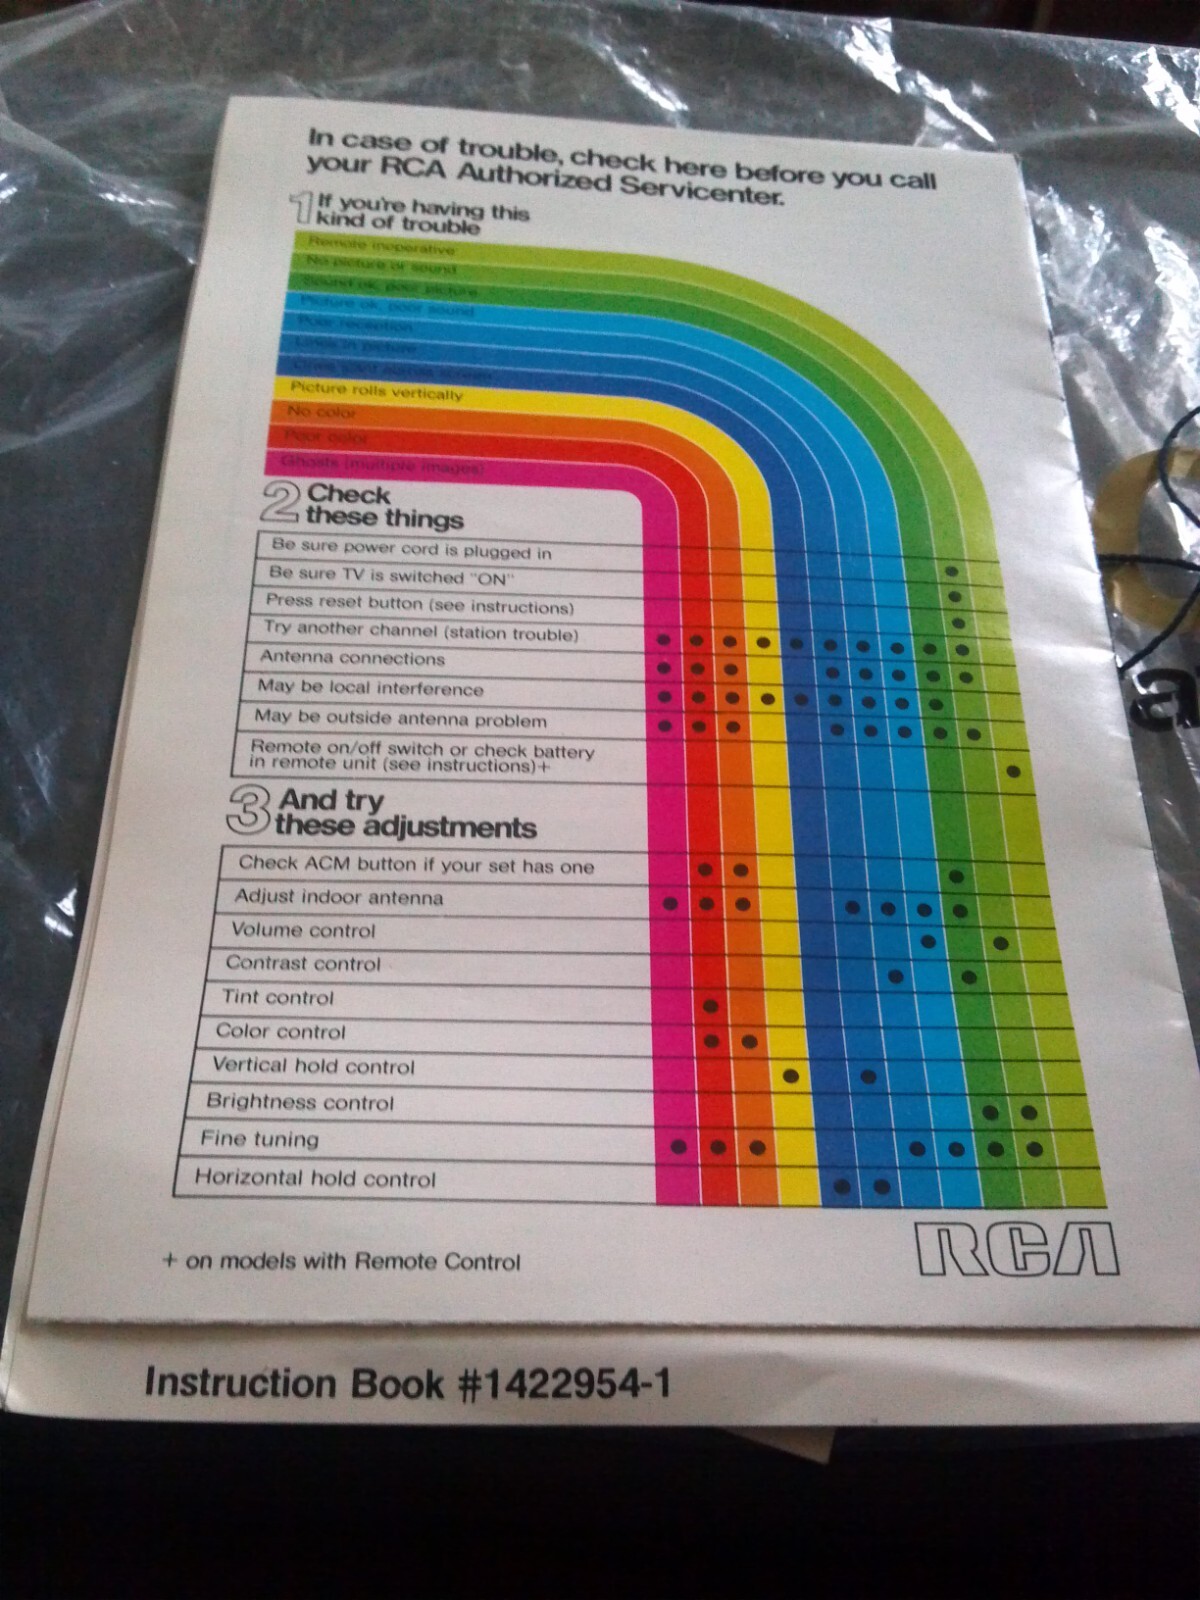 In case of trouble, check here before you call
your RCA Authorized Servicenter.
1 If you're having this
kind of trouble
Remote inoperative
No picture or sound
Sound ok, poor picture
Picture ok, poor sound
Poor reception
Lines in picture
Picture rolls vertically
No color
Poor color
Ghosts (multiple images)
2 Check
these things
Be sure power cord is plugged in
Be sure TV is switched "ON"
Press reset button (see instructions)
Try another channel (station trouble)
Antenna connections
May be local interference
May be outside antenna problem
Remote on/off switch or check battery
in remote unit (see instructions)+
3 And try
these adjustments
Check ACM button if your set has one
Adjust indoor antenna
Volume control
Contrast control
Tint control
Color control
Vertical hold control
Brightness control
Fine tuning
Horizontal hold control
+ on models with Remote Control
RCA
Instruction Book #1422954-1
a